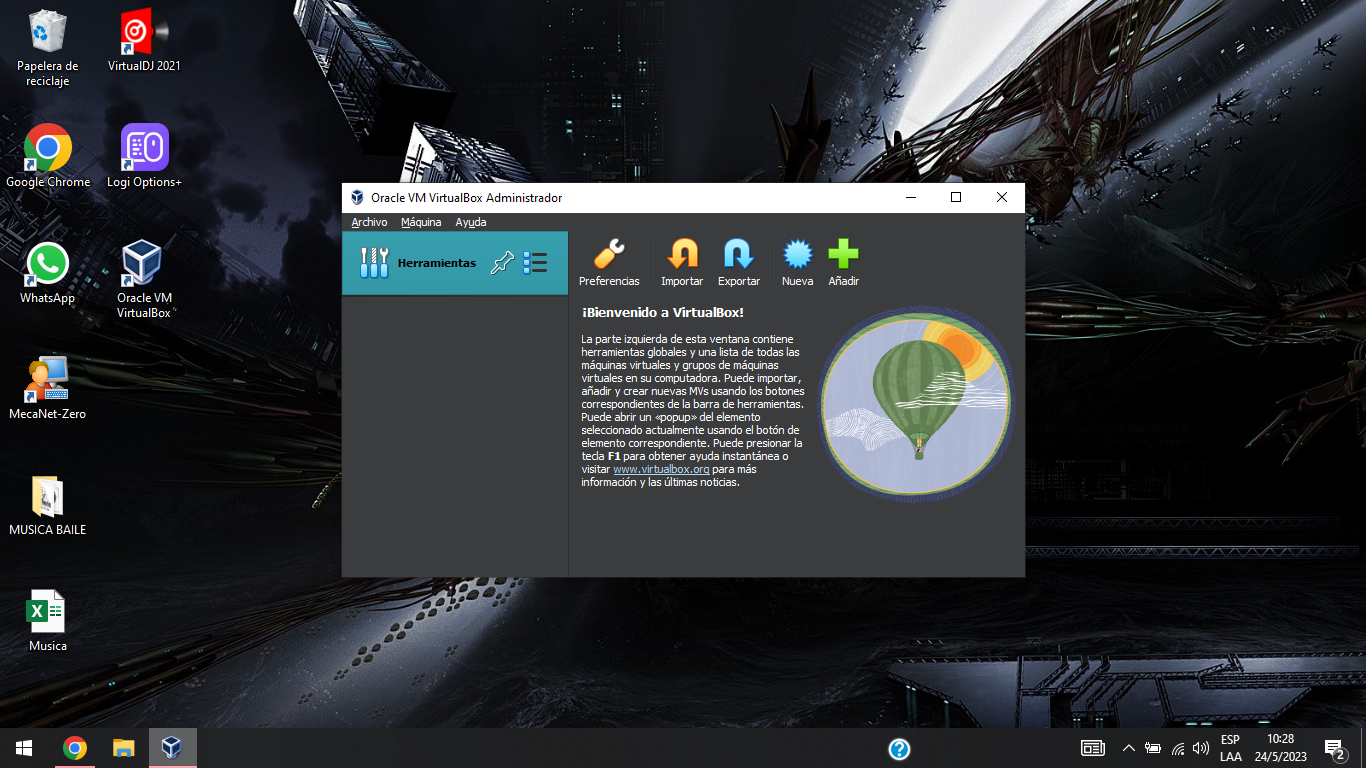 Papelera de
reciclaje
VirtualDJ 2021
Google Chrome
Logi Options+
WhatsApp
Oracle VM
VirtualBox
MecaNet-Zero
MUSICA BAILE
Musica
Oracle VM VirtualBox Administrador
Archivo Máquina Ayuda
Herramientas
Preferencias Importar Exportar Nueva Añadir
¡Bienvenido a VirtualBox!
La parte izquierda de esta ventana contiene
herramientas globales y una lista de todas las
máquinas virtuales y grupos de máquinas
virtuales en su computadora. Puede importar,
añadir y crear nuevas MVs usando los botones
correspondientes de la barra de herramientas.
Puede abrir un «popup» del elemento
seleccionado actualmente usando el botón de
elemento correspondiente. Puede presionar la
tecla F1 para obtener ayuda instantánea o
visitar www.virtualbox.org para más
información y las últimas noticias.
ESP
LAA
10:28
24/5/2023
2